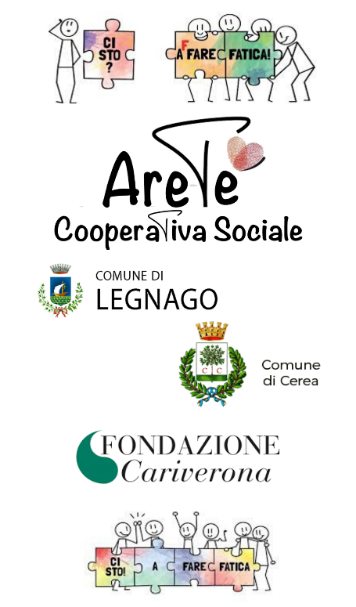 CI
STO
?
A FARE FATICA!
F
AreTe
CooperaTiva Sociale
COMUNE DI
LEGNAGO
C C
Comune
di Cerea
FONDAZIONE
Cariverona
CI
STO!
A
FARE
FATICA